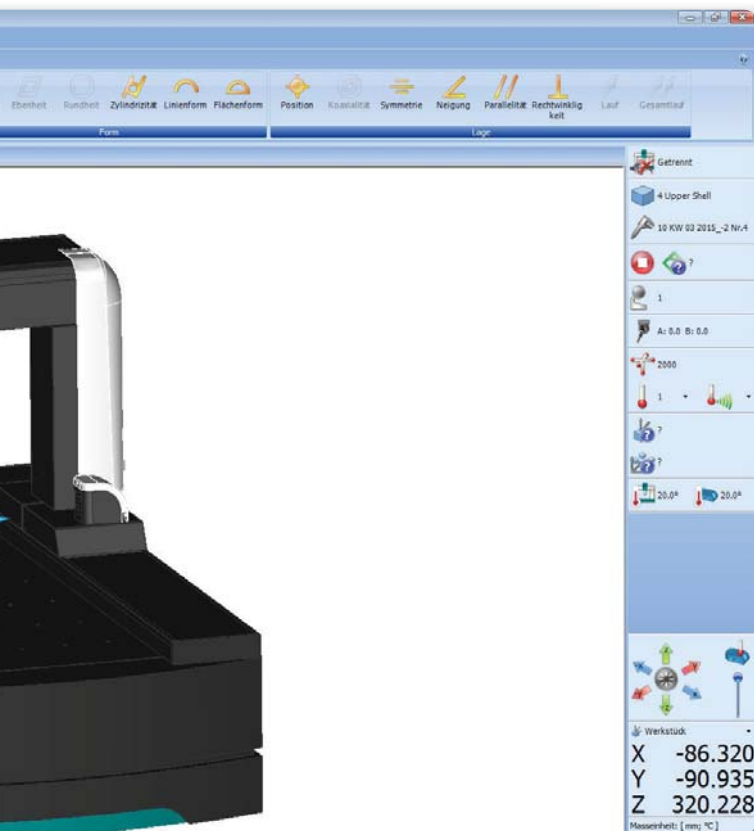 Ebenheit Rundheit Zylindrizität Linienform Flächenform Position Koaxialität Symmetrie Neigung Parallelität Rechtwinklig
keit Lauf Gesamtlauf
Form Lage
Getrennt
4 Upper Shell
10 KW 03 2015_-2 Nr.4
?
1
A: 0.0 B: 0.0
2000
1
?
?
20.0° 20.0°
Werkstück
X -86.320
Y -90.935
Z 320.228
Masseinheit: [ mm; °C ]